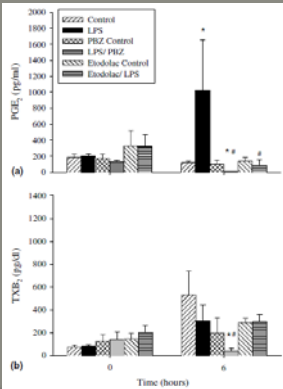 Control
LPS
PBZ Control
LPS/ PBZ
Etodolac Control
Etodolac/ LPS
PGE2 (pg/ml)
1800
1600
1400
1200
1000
800
600
400
200
0
*
* #
#
(a)
TXB2 (pg/dl)
1400
1200
1000
800
600
400
200
0
*#
(b)
0
6
Time (hours)